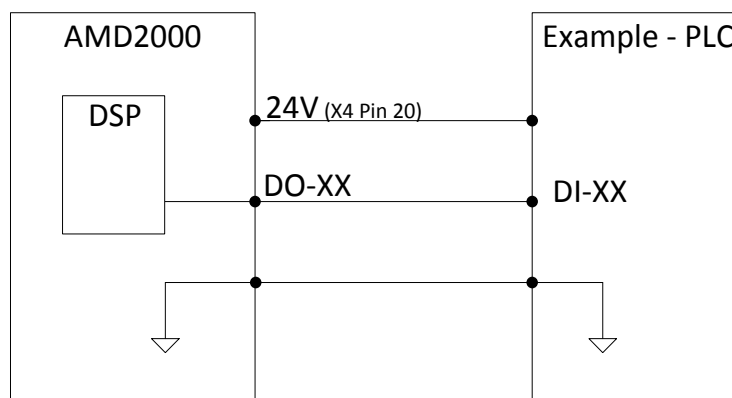 AMD2000
Example - PLC
DSP
24V (X4 Pin 20)
DO-XX
DI-XX